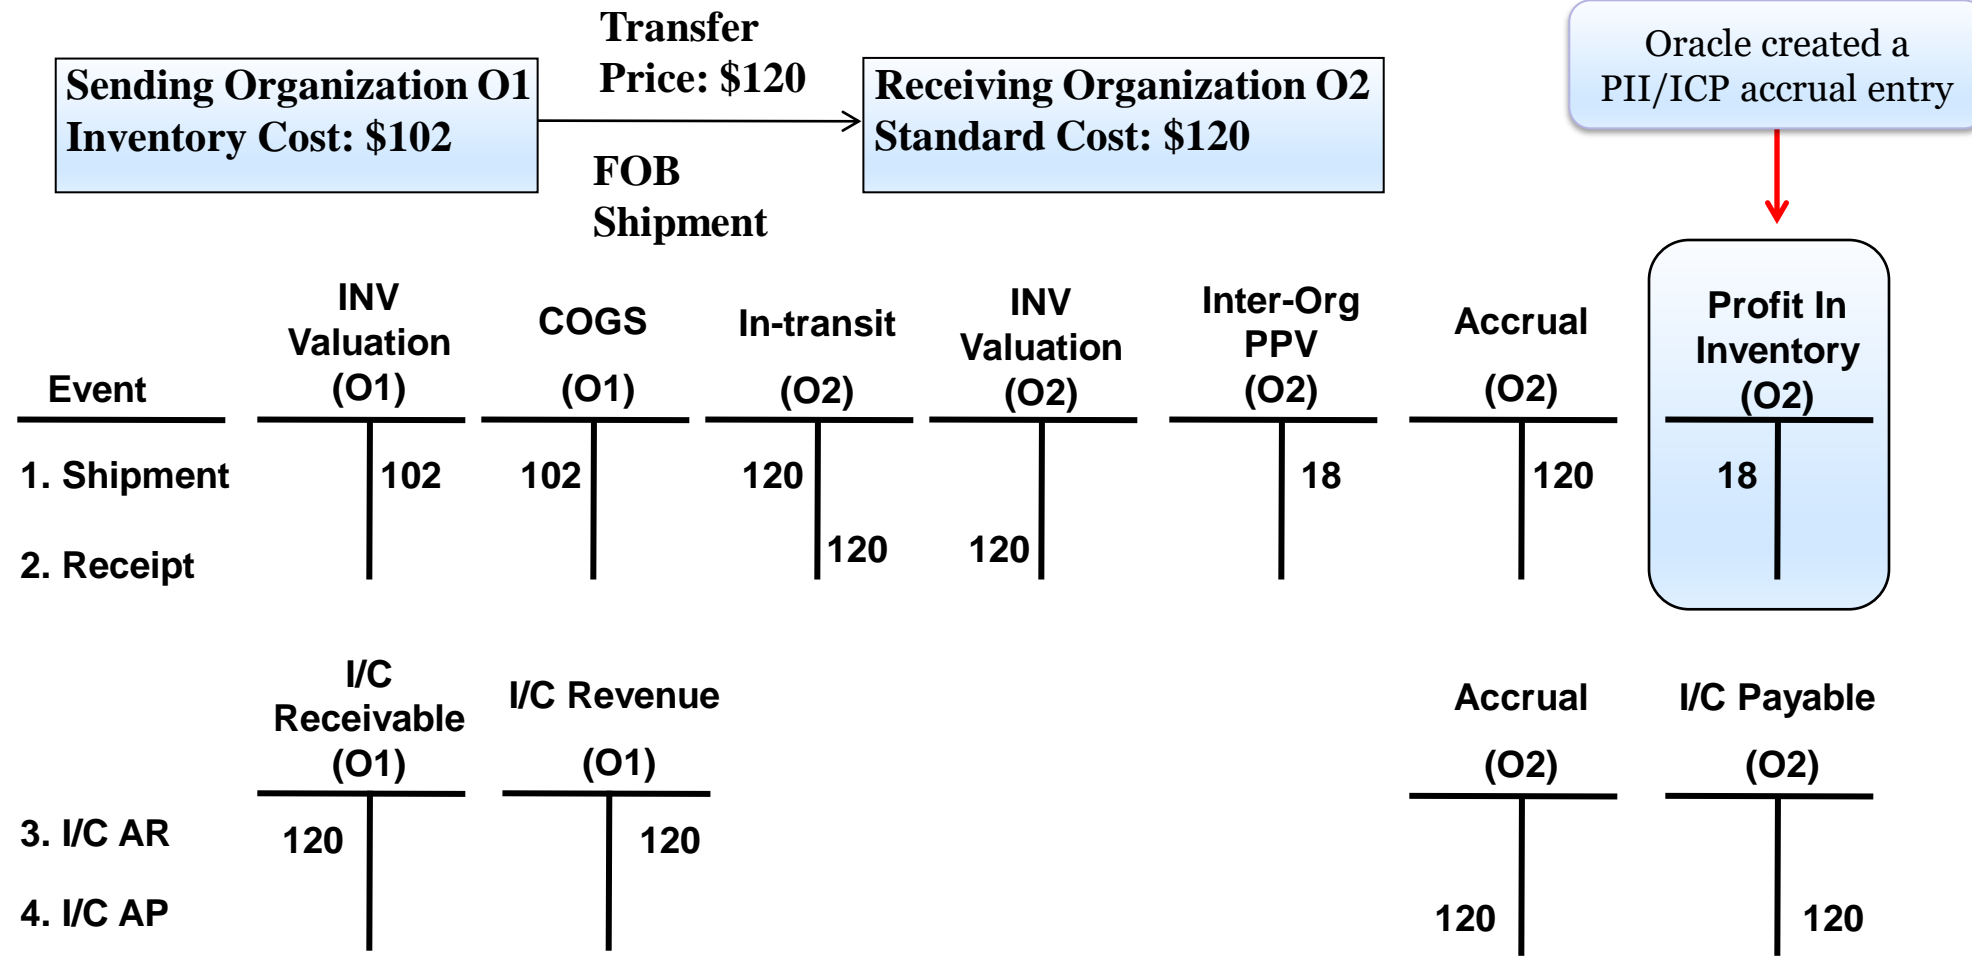 Transfer
Price: $120
Sending Organization O1
Inventory Cost: $102
FOB
Shipment
Receiving Organization O2
Standard Cost: $120
Oracle created a
PII/ICP accrual entry
Event
INV
Valuation
(O1)
COGS
(O1)
In-transit
(O2)
INV
Valuation
(O2)
Inter-Org
PPV
(O2)
Accrual
(O2)
Profit In
Inventory
(O2)
1. Shipment 102 102 120 18 120 18
2. Receipt 120 120
I/C
Receivable
(O1)
I/C Revenue
(O1)
Accrual
(O2)
I/C Payable
(O2)
3. I/C AR 120 120
4. I/C AP 120 120